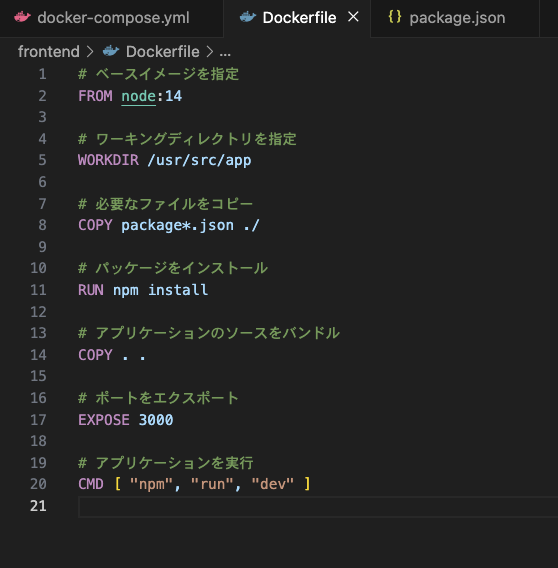 docker-compose.yml Dockerfile × {} package.json
frontend > Dockerfile > ...
1 # ベースイメージを指定
2 FROM node:14
3
4 # ワーキングディレクトリを指定
5 WORKDIR /usr/src/app
6
7 # 必要なファイルをコピー
8 COPY package*.json ./
9
10 # パッケージをインストール
11 RUN npm install
12
13 # アプリケーションのソースをバンドル
14 COPY . .
15
16 # ポートをエクスポート
17 EXPOSE 3000
18
19 # アプリケーションを実行
20 CMD [ "npm", "run", "dev" ]
21